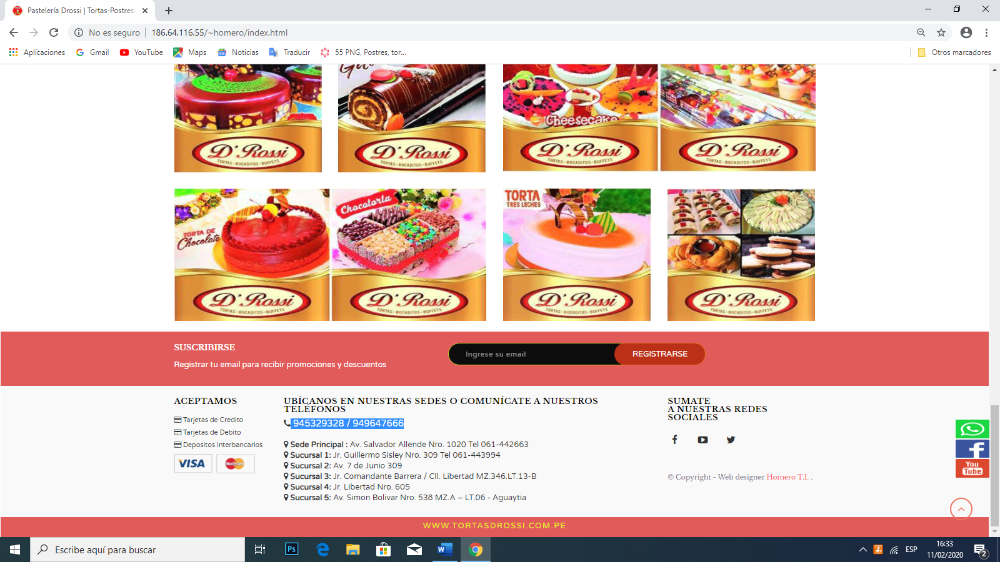 Pastelería Drossi | Tortas-Postres-
No es seguro | 186.64.116.55/~homero/index.html
Aplicaciones Gmail YouTube Maps Noticias Traducir 55 PNG, Postres, tor... Otros marcadores
Cheesecake
D'Rossi D'Rossi D'Rossi D'Rossi
TORTAS-BOCADITOS-BUFFETS TORTAS-BOCADITOS-BUFFETS TORTAS-BOCADITOS-BUFFETS TORTAS-BOCADITOS-BUFFETS
TORTA DE
Chocolate
Chocotorta
TORTA
TRES LECHES
D'Rossi D'Rossi D'Rossi D'Rossi
TORTAS-BOCADITOS-BUFFETS TORTAS-BOCADITOS-BUFFETS TORTAS-BOCADITOS-BUFFETS TORTAS-BOCADITOS-BUFFETS
SUSCRIBIRSE
Registrar tu email para recibir promociones y descuentos
Ingrese su email REGISTRARSE
ACEPTAMOS
Tarjetas de Credito
Tarjetas de Debito
Depositos Interbancarios
VISA MasterCard
UBÍCANOS EN NUESTRAS SEDES O COMUNÍCATE A NUESTROS
TELÉFONOS
945329328 / 949647666
Sede Principal : Av. Salvador Allende Nro. 1020 Tel 061-442663
Sucursal 1: Jr. Guillermo Sisley Nro. 309 Tel 061-443994
Sucursal 2: Av. 7 de Junio 309
Sucursal 3: Jr. Comandante Barrera / Cll. Libertad MZ.346.LT.13-B
Sucursal 4: Jr. Libertad Nro. 605
Sucursal 5: Av. Simon Bolivar Nro. 538 MZ.A – LT.06 - Aguaytia
SUMATE
A NUESTRAS REDES
SOCIALES
© Copyright - Web designer Homero T.I. .
You
Tube
WWW.TORTASDROSSI.COM.PE
Escribe aquí para buscar
ESP
16:33
11/02/2020
2